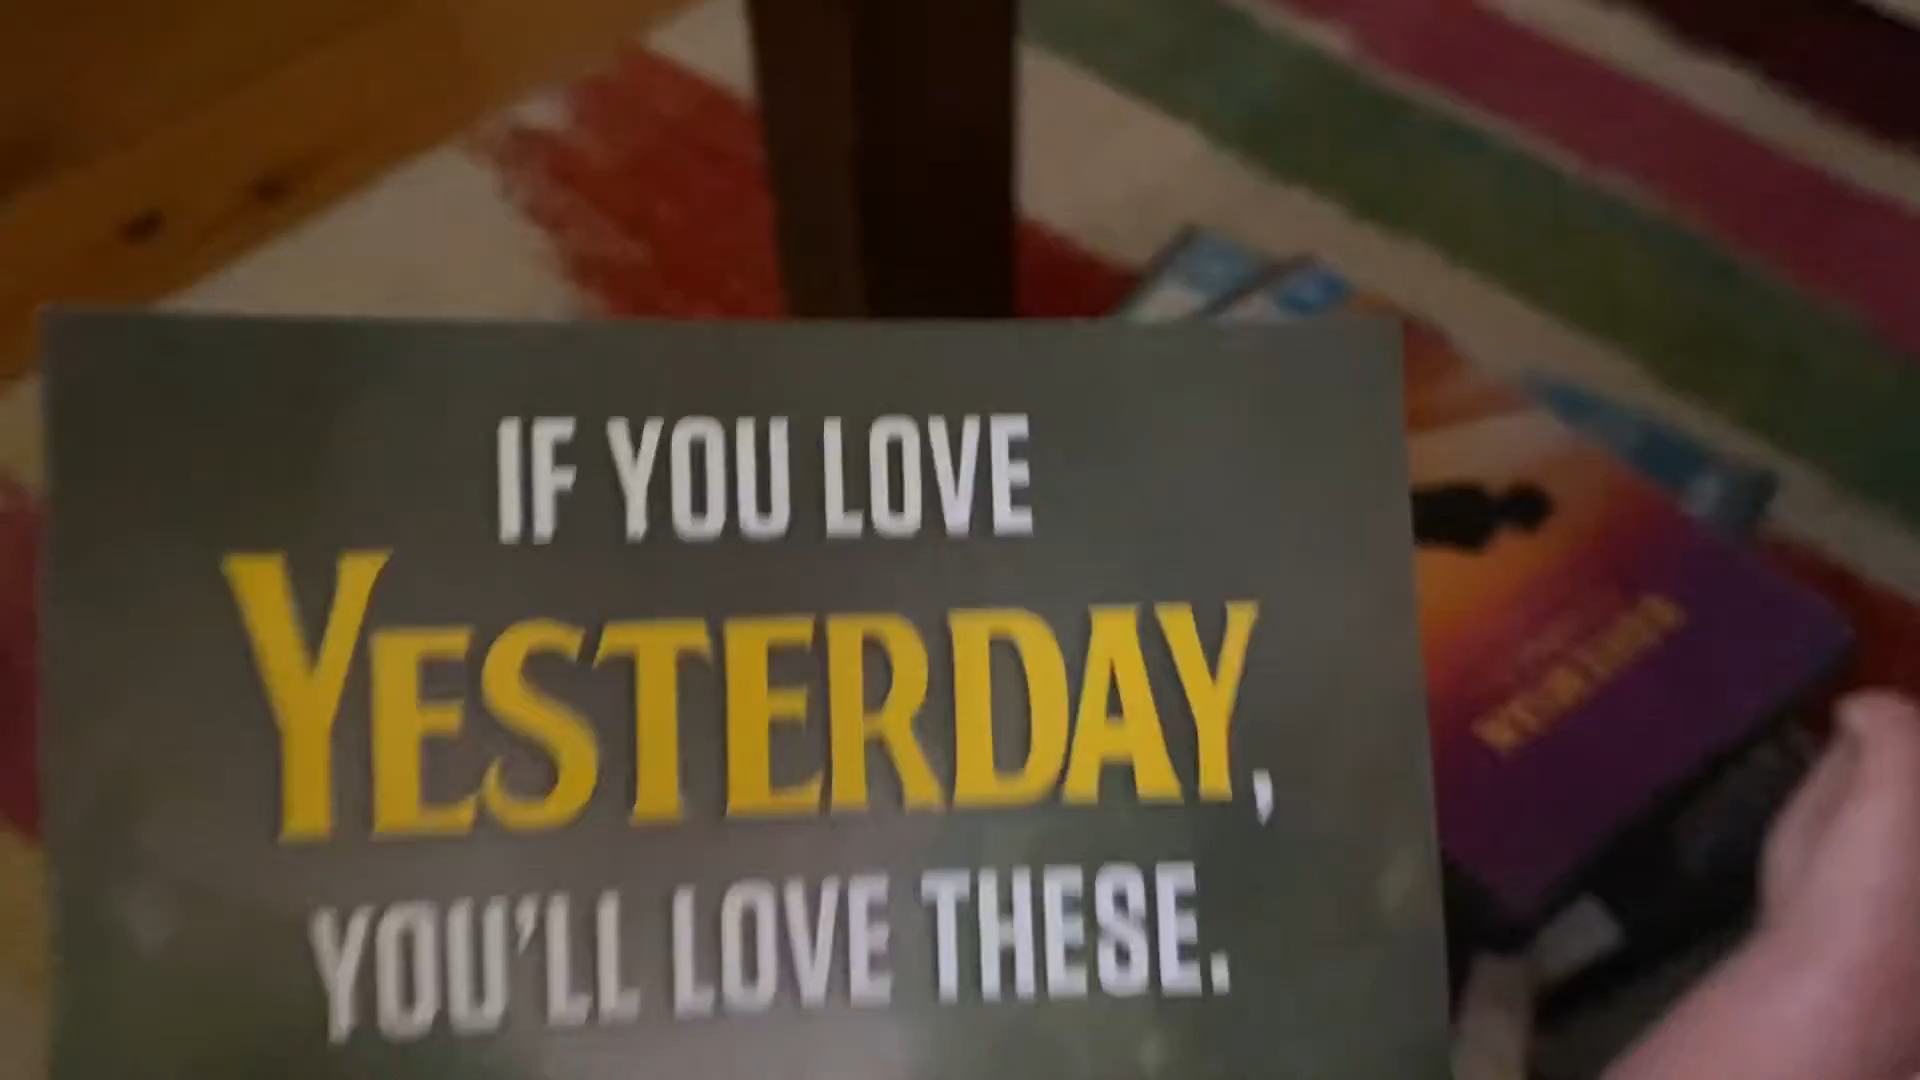 IF YOU LOVE
YESTERDAY,
YOU'LL LOVE THESE.